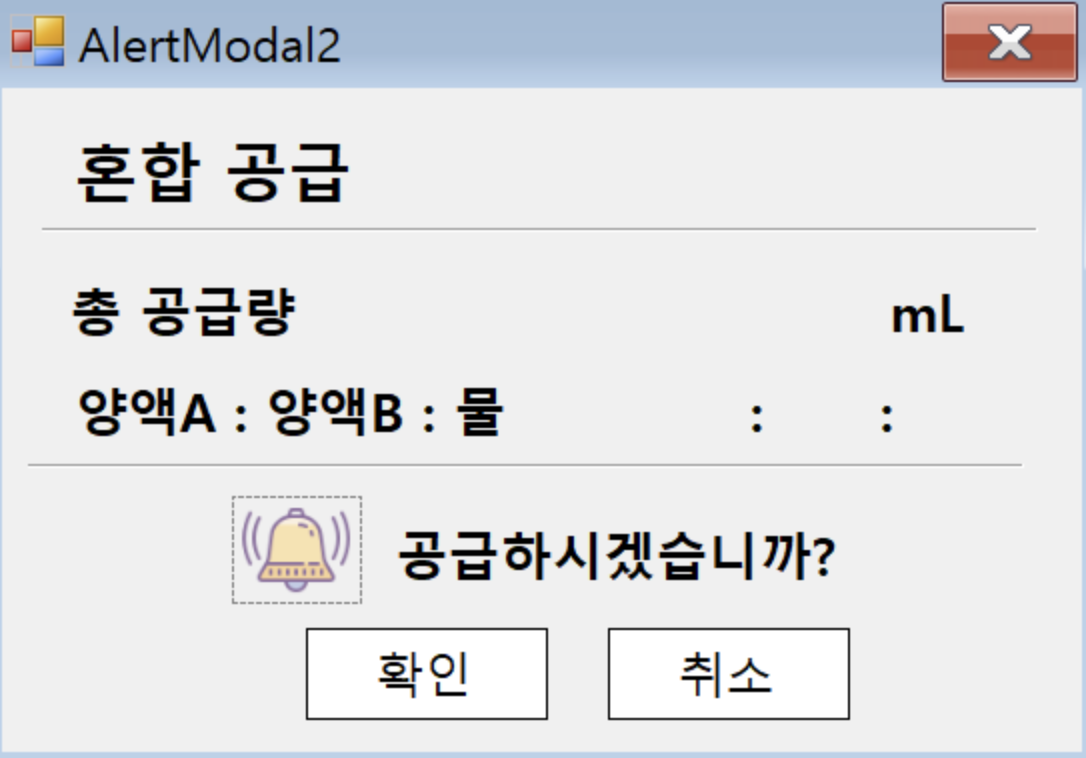 AlertModal2
혼합 공급
총 공급량 mL
양액A : 양액B : 물 : :
공급하시겠습니까?
확인 취소